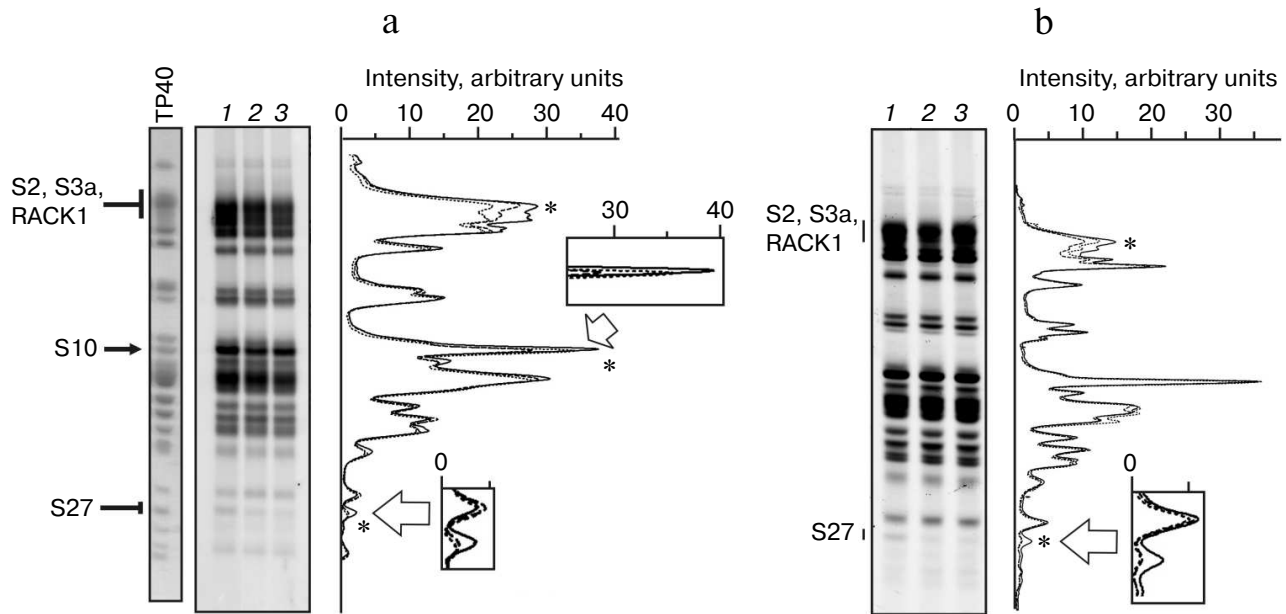 a
Intensity, arbitrary units
0 10 20 30 40
TP40
1 2 3
S2, S3a,
RACK1
*
30 40
S10
*
0
S27
*
b
Intensity, arbitrary units
0 10 20 30
1 2 3
S2, S3a,
RACK1
*
0
S27
*